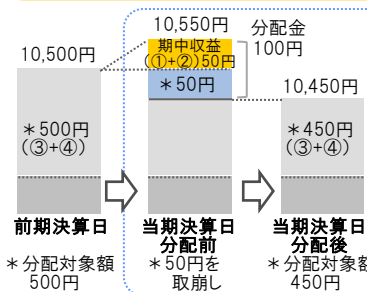 10,500円
＊500円
(③+④)
前期決算日
＊分配対象額
500円
10,550円
期中収益
(①+②)50円
＊50円
分配金
100円
当期決算日
分配前
＊50円を
取崩し
10,450円
＊450円
(③+④)
当期決算日
分配後
＊分配対象額
450円